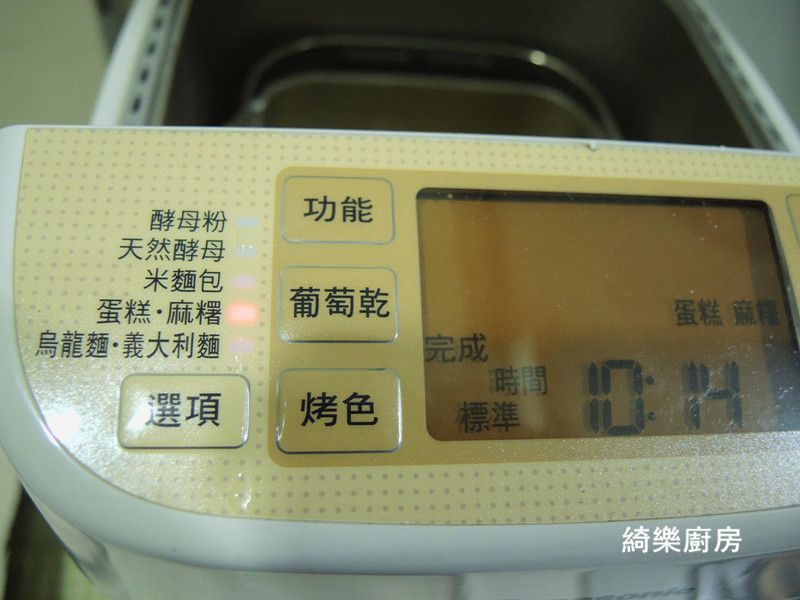 酵母粉
天然酵母
米麵包
蛋糕·麻糬
烏龍麵·義大利麵
選項
功能
葡萄乾
烤色
蛋糕 麻糬
完成
時間
標準
10:14
綺樂廚房